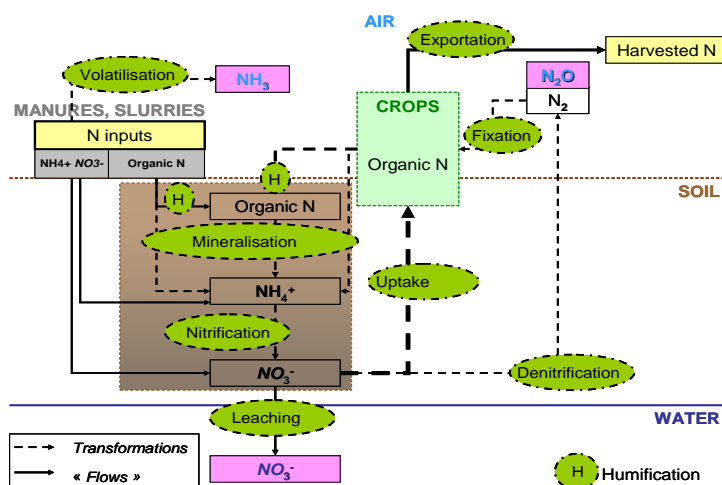 AIR
Exportation
Harvested N
Volatilisation
NH3
N2O
N2
MANURES, SLURRIES
CROPS
N inputs
Fixation
NH4+ NO3-
Organic N
Organic N
H
H
SOIL
Organic N
Mineralisation
NH4+
Uptake
Nitrification
NO3-
Denitrification
Leaching
WATER
Transformations
« Flows »
NO3-
H
Humification